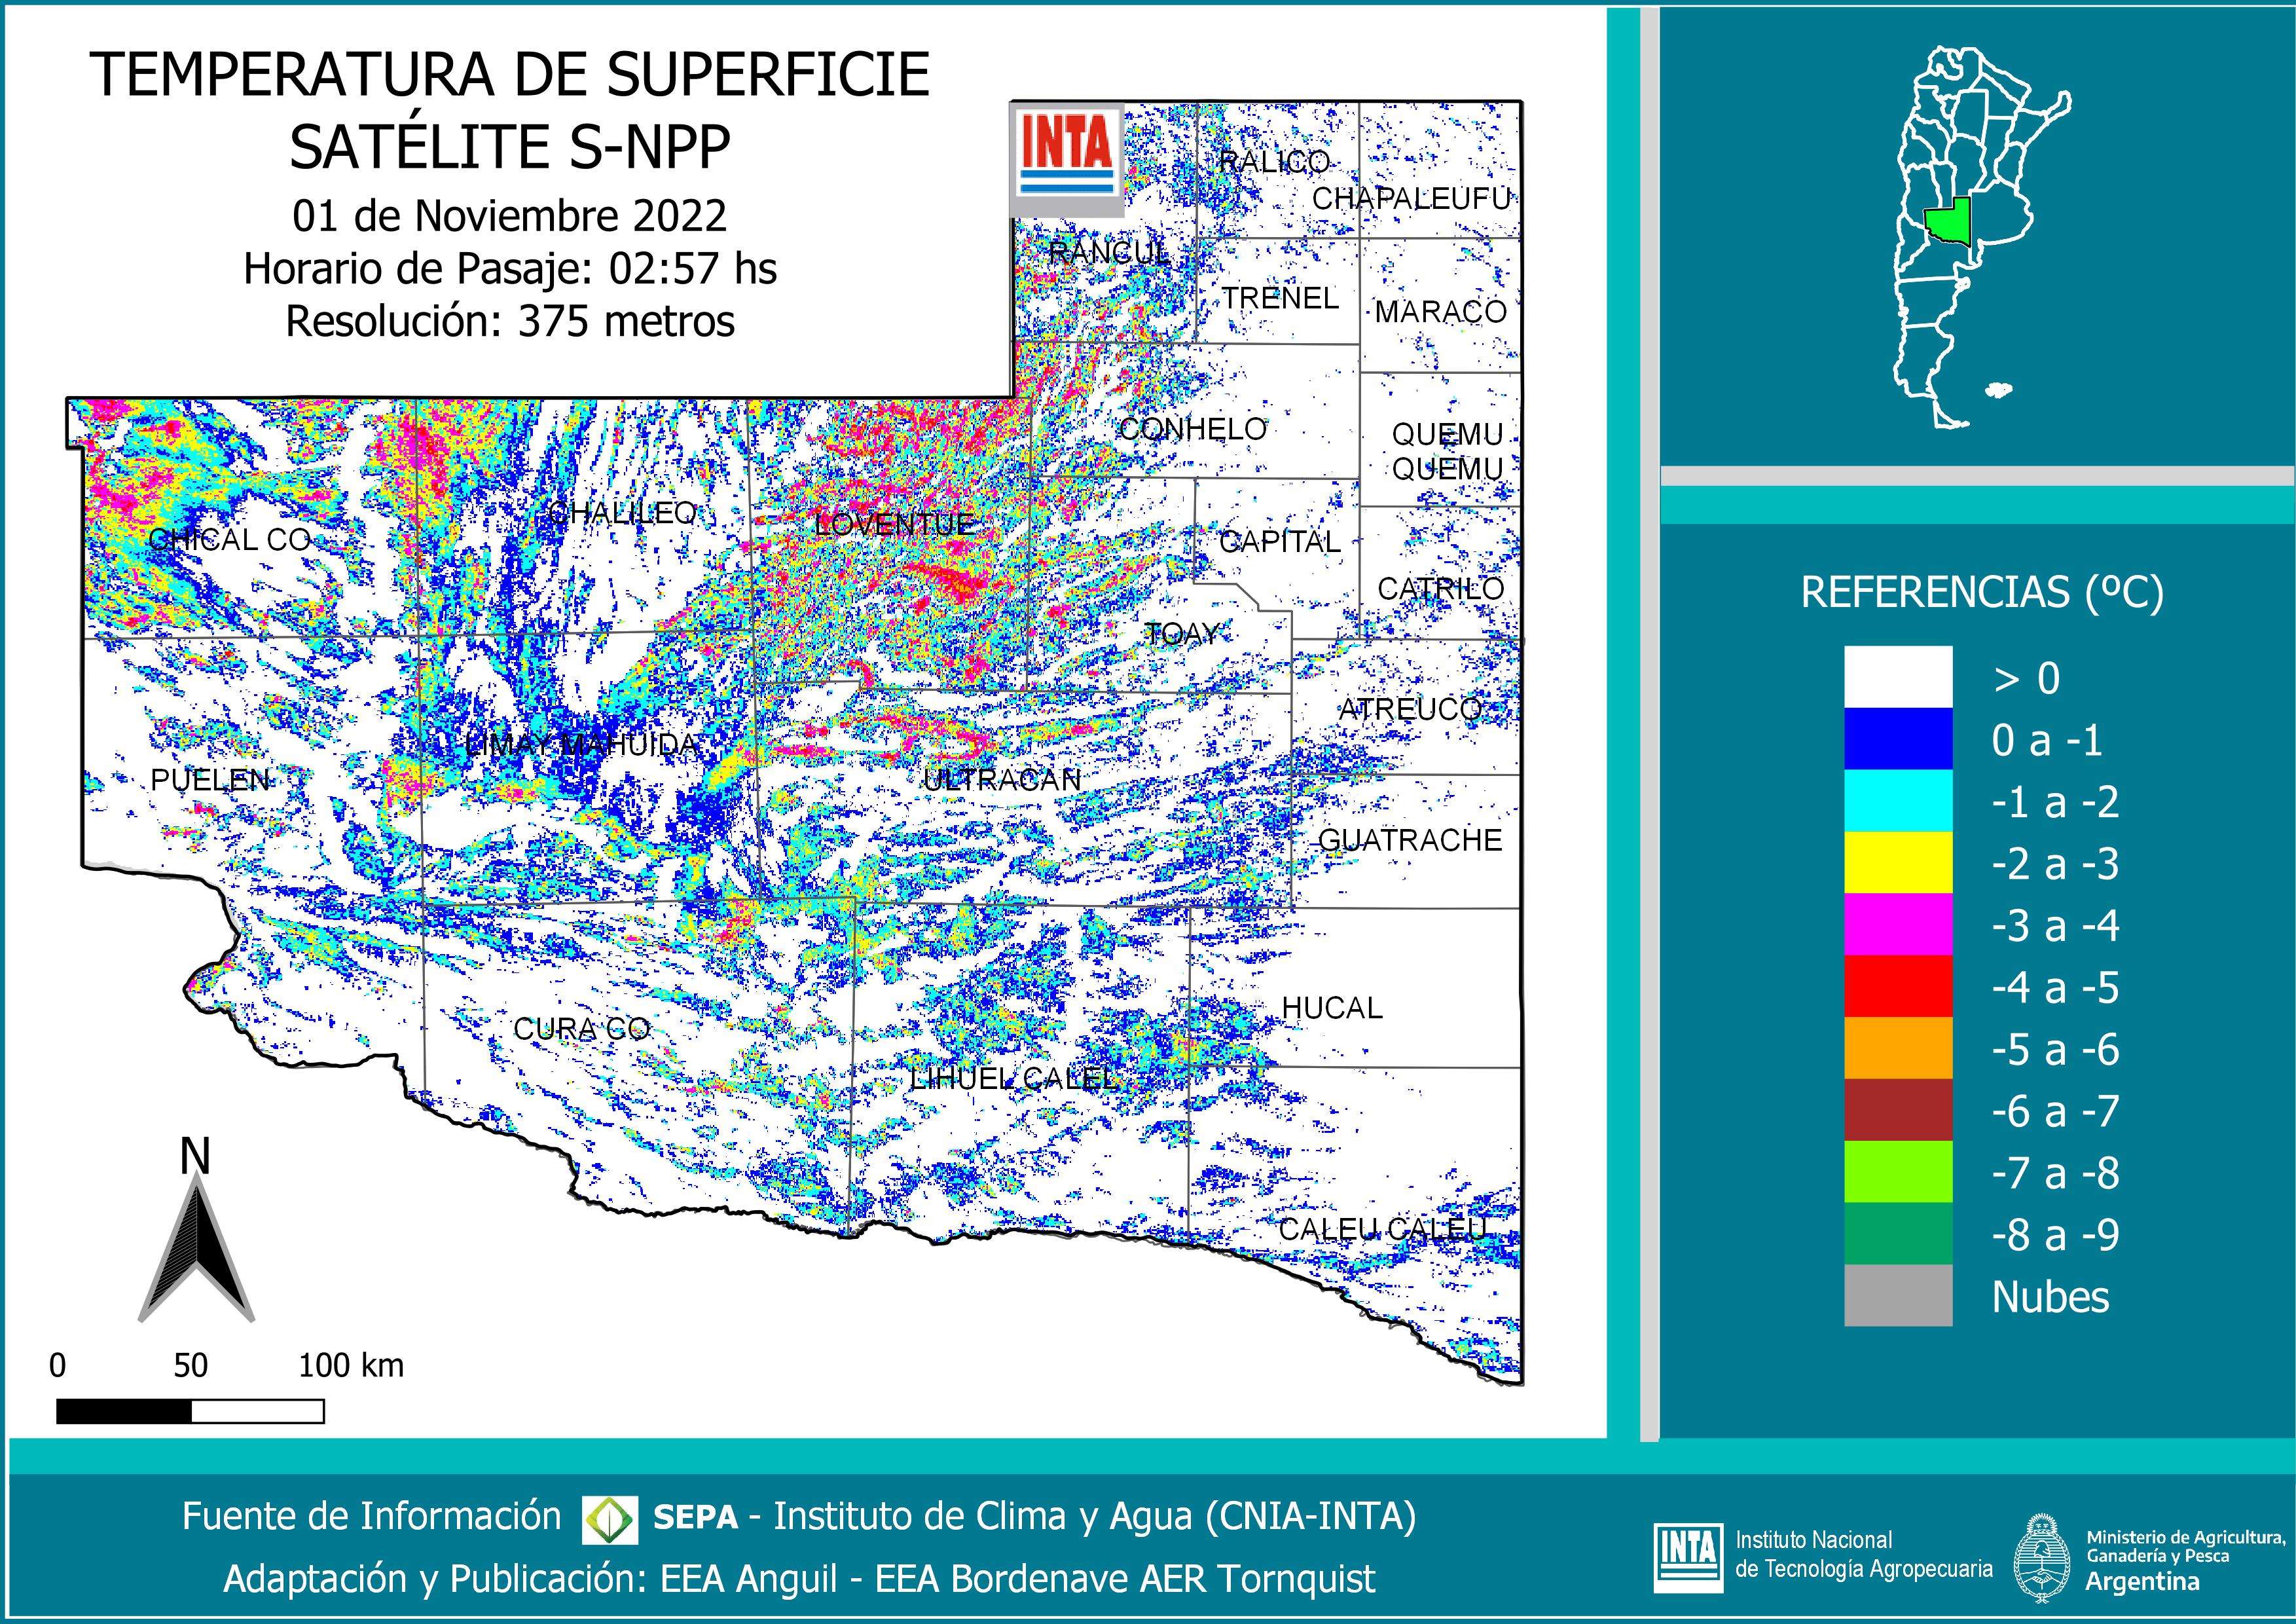 TEMPERATURA DE SUPERFICIE
SATÉLITE S-NPP
01 de Noviembre 2022
Horario de Pasaje: 02:57 hs
Resolución: 375 metros
INTA
RALICO
CHAPALEUFU
RANCUL
TRENEL
MARACO
CONHELO
QUEMU
QUEMU
CHALILEO
LOVENTUE
CHICAL CO
CAPITAL
CATRILO
TOAY
ATREUCO
LIMAY MAHUIDA
PUELEN
ULTRACAN
GUATRACHE
HUCAL
CURA CO
LIHUEL CALEL
CALEU CALEU
N
0 50 100 km
REFERENCIAS (ºC)
> 0
0 a -1
-1 a -2
-2 a -3
-3 a -4
-4 a -5
-5 a -6
-6 a -7
-7 a -8
-8 a -9
Nubes
Fuente de Información SEPA - Instituto de Clima y Agua (CNIA-INTA)
Adaptación y Publicación: EEA Anguil - EEA Bordenave AER Tornquist
INTA
Instituto Nacional
de Tecnología Agropecuaria
Ministerio de Agricultura,
Ganadería y Pesca
Argentina